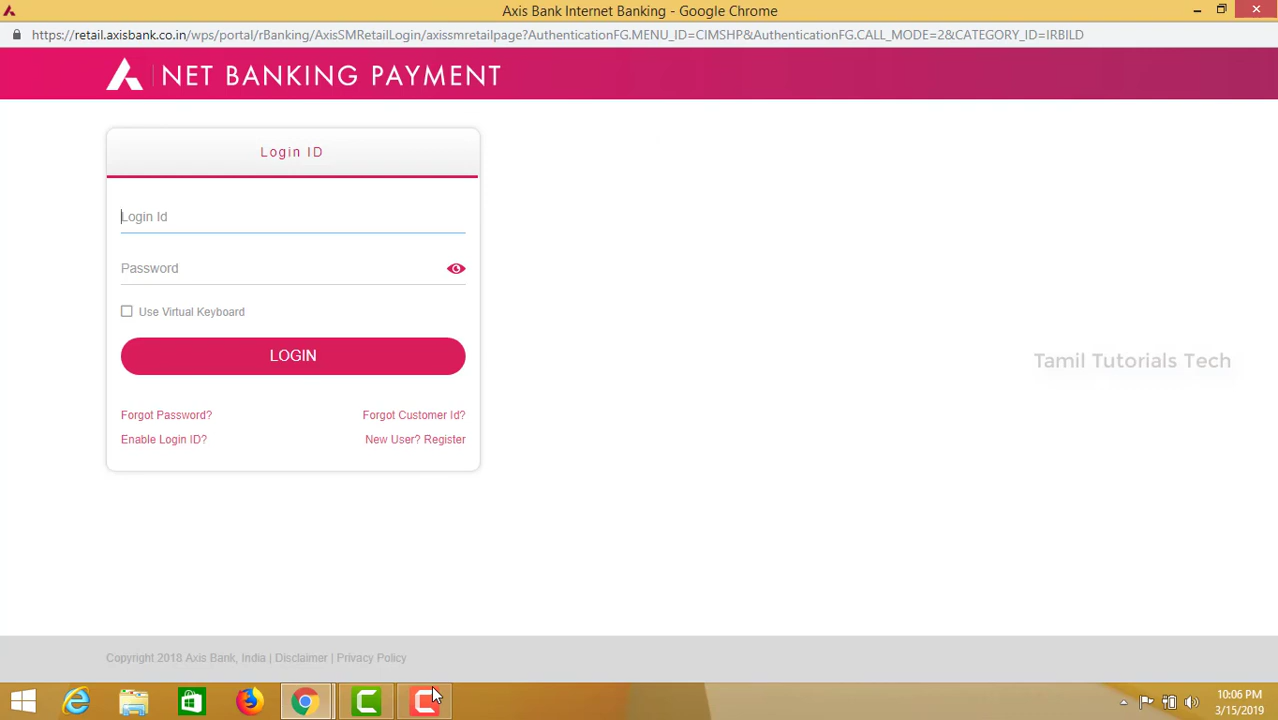 Axis Bank Internet Banking - Google Chrome
https://retail.axisbank.co.in/wps/portal/rBanking/AxisSMRetailLogin/axissmretailpage?AuthenticationFG.MENU_ID=CIMSHP&AuthenticationFG.CALL_MODE=2&CATEGORY_ID=IRBILD
NET BANKING PAYMENT
Login ID
Login Id
Password
Use Virtual Keyboard
LOGIN
Forgot Password? Forgot Customer Id?
Enable Login ID? New User? Register
Tamil Tutorials Tech
Copyright 2018 Axis Bank, India | Disclaimer | Privacy Policy
10:06 PM
3/15/2019